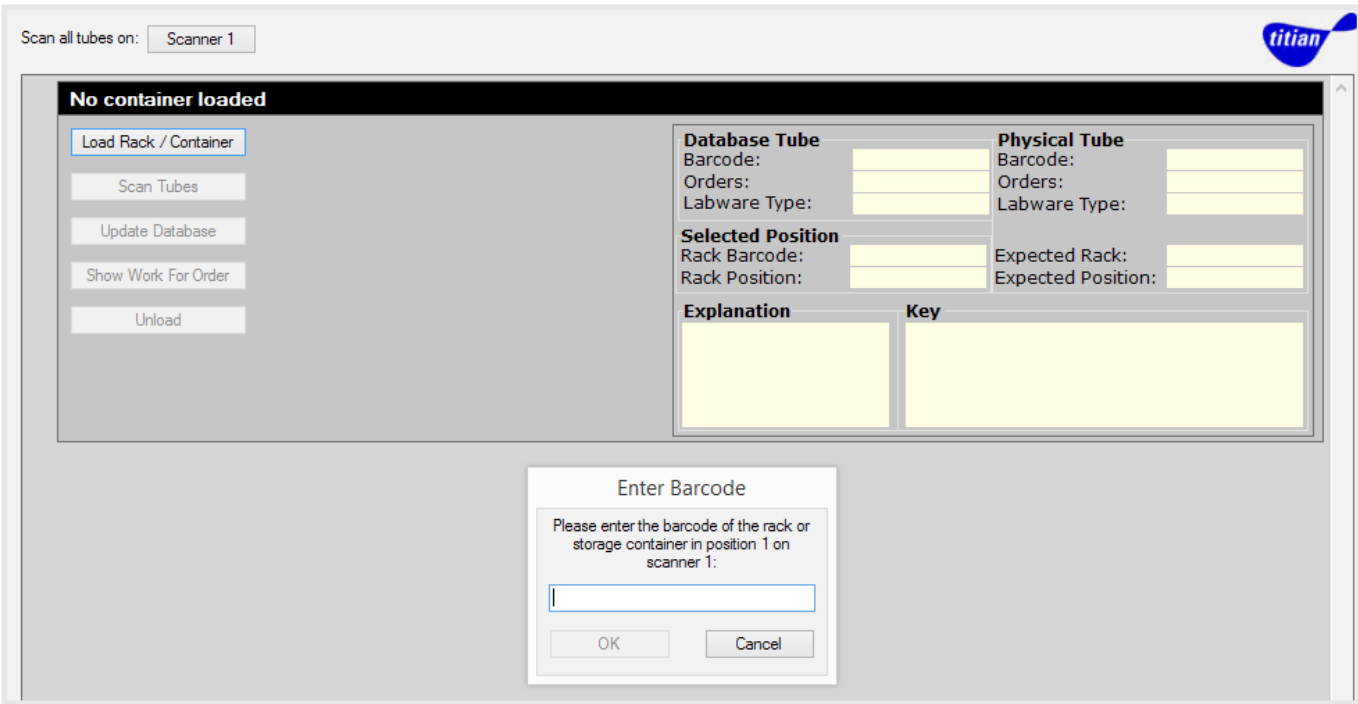 Scan all tubes on: Scanner 1
titian
No container loaded
Load Rack / Container
Scan Tubes
Update Database
Show Work For Order
Unload
Database Tube
Barcode:
Orders:
Labware Type:
Physical Tube
Barcode:
Orders:
Labware Type:
Selected Position
Rack Barcode:
Rack Position:
Expected Rack:
Expected Position:
Explanation
Key
Enter Barcode
Please enter the barcode of the rack or
storage container in position 1 on
scanner 1:
OK
Cancel